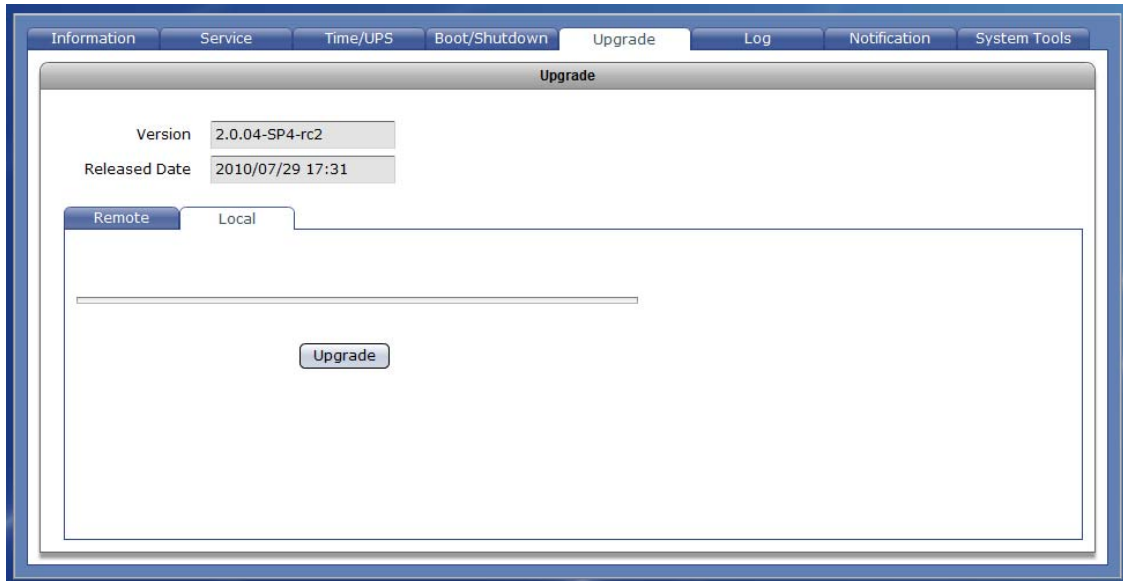 Information Service Time/UPS Boot/Shutdown Upgrade Log Notification System Tools
Upgrade
Version 2.0.04-SP4-rc2
Released Date 2010/07/29 17:31
Remote Local
Upgrade